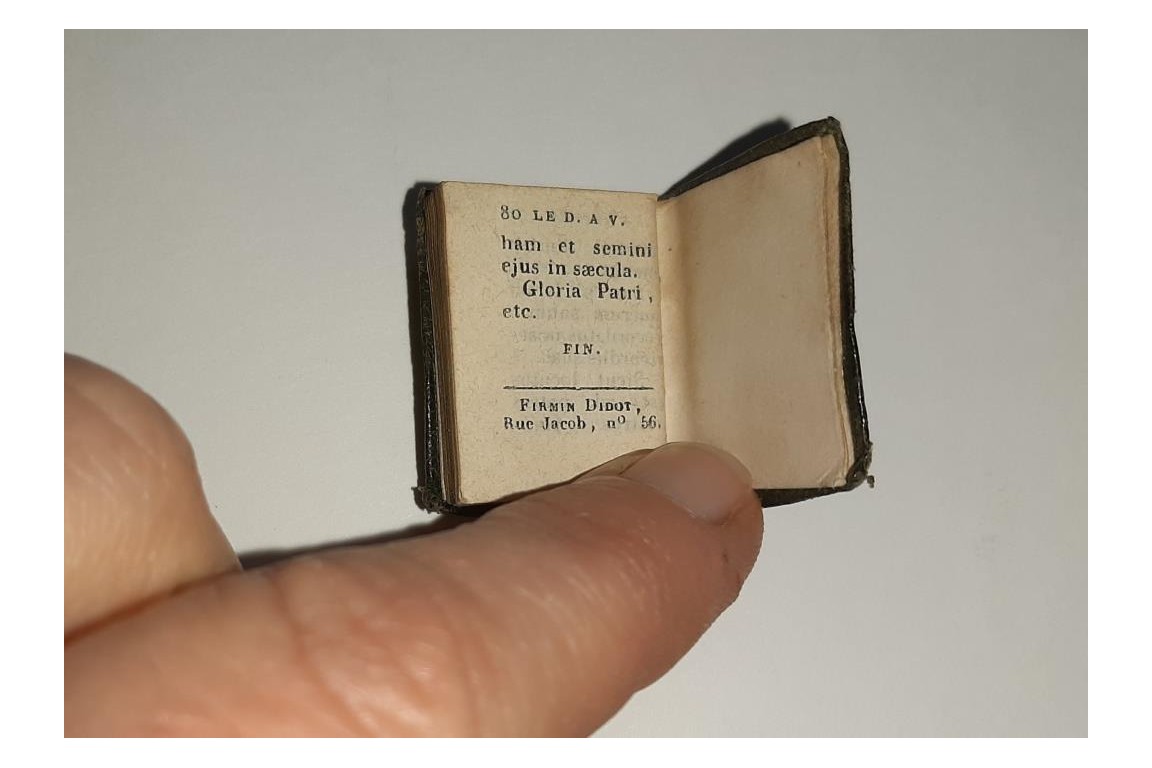 80 LE D. A V.
ham et semini
ejus in sæcula.
Gloria Patri,
etc.
FIN.
FIRMIN DIDOT,
Rue Jacob, nº 56.